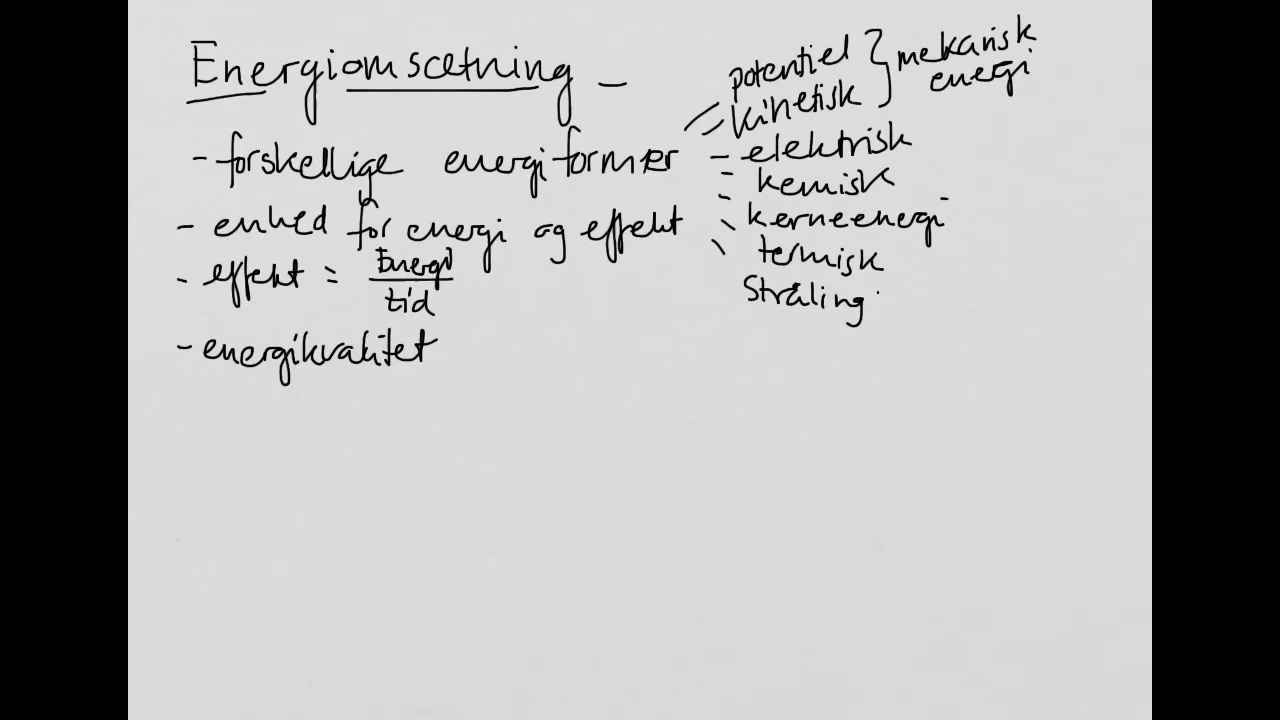 Energiomsætning –
- forskellige energiformer
- enhed for energi og effekt
- effekt = Energi
tid
- energikvalitet
potentiel } mekanisk
kinetisk energi
- elektrisk
- kemisk
- kerneenergi
termisk
Stråling